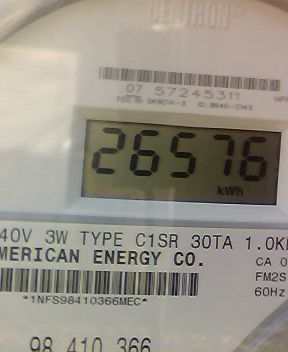 CENTRON®
07 57245311
26576
kWh
40V 3W TYPE C1SR 30TA 1.0K
MERICAN ENERGY CO.
CA 0
FM2S
*1NFS98410366MEC*
60Hz
98 410 366